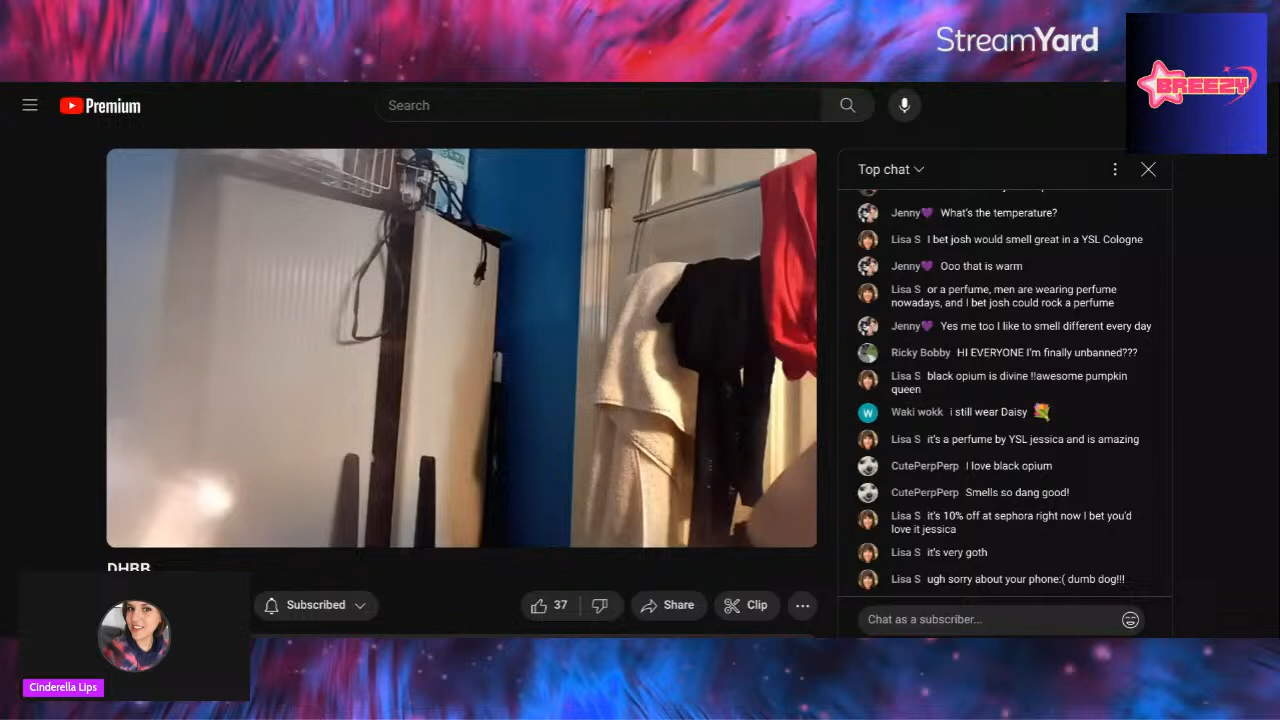 StreamYard
BREEZY
Premium
Search
Top chat
Jenny💜 What's the temperature?
Lisa S I bet josh would smell great in a YSL Cologne
Jenny💜 Ooo that is warm
Lisa S or a perfume, men are wearing perfume
nowadays, and I bet josh could rock a perfume
Jenny💜 Yes me too I like to smell different every day
Ricky Bobby HI EVERYONE I'm finally unbanned???
Lisa S black opium is divine !!awesome pumpkin
queen
W
Waki wokk i still wear Daisy 💐
Lisa S it's a perfume by YSL jessica and is amazing
CutePerpPerp I love black opium
CutePerpPerp Smells so dang good!
Lisa S it's 10% off at sephora right now I bet you'd
love it jessica
Lisa S it's very goth
Lisa S ugh sorry about your phone:( dumb dog!!!
Chat as a subscriber...
Subscribed
37
Share
Clip
Cinderella Lips